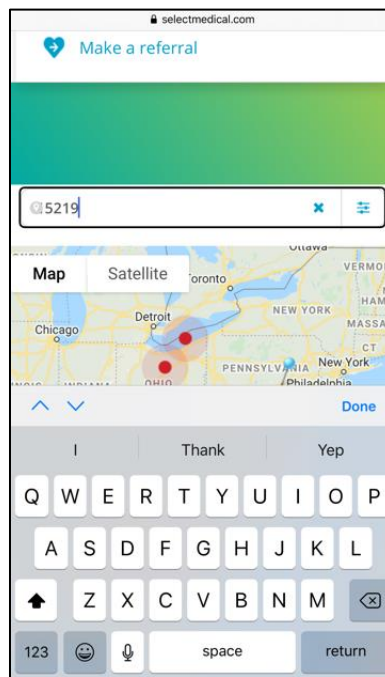 selectmedical.com
Make a referral
5219
Ottawa
Map Satellite Toronto
VERMO
HAM
Detroit
NEW YORK
MASSA
Chicago
CT
PENNSYLVANIA New York
OHIO
Philadelphia
Done
I Thank Yep
Q W E R T Y U I O P
A S D F G H J K L
Z X C V B N M
123 space return